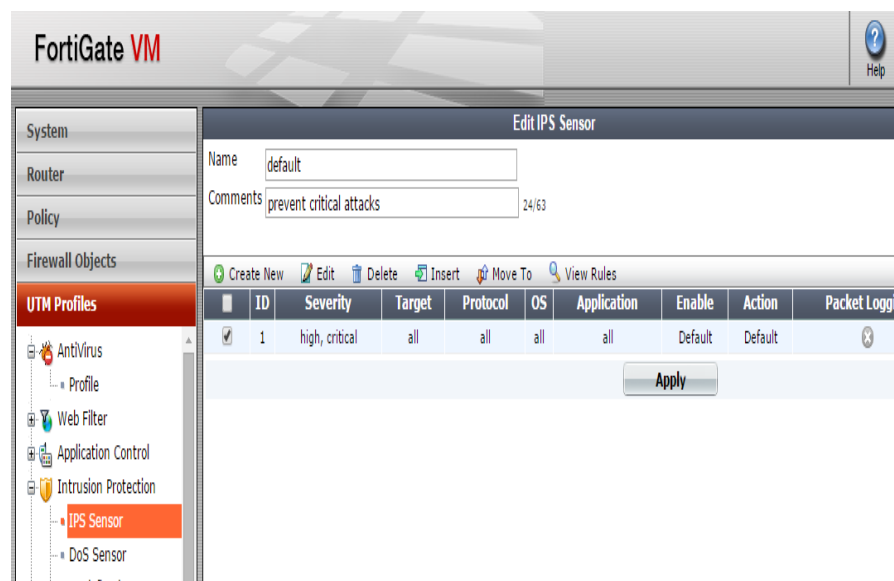 FortiGate VM
Help
System
Router
Policy
Firewall Objects
UTM Profiles
AntiVirus
Profile
Web Filter
Application Control
Intrusion Protection
IPS Sensor
DoS Sensor
Edit IPS Sensor
Name default
Comments prevent critical attacks 24/63
Create New Edit Delete Insert Move To View Rules
ID Severity Target Protocol OS Application Enable Action Packet Loggi
1 high, critical all all all all Default Default
Apply